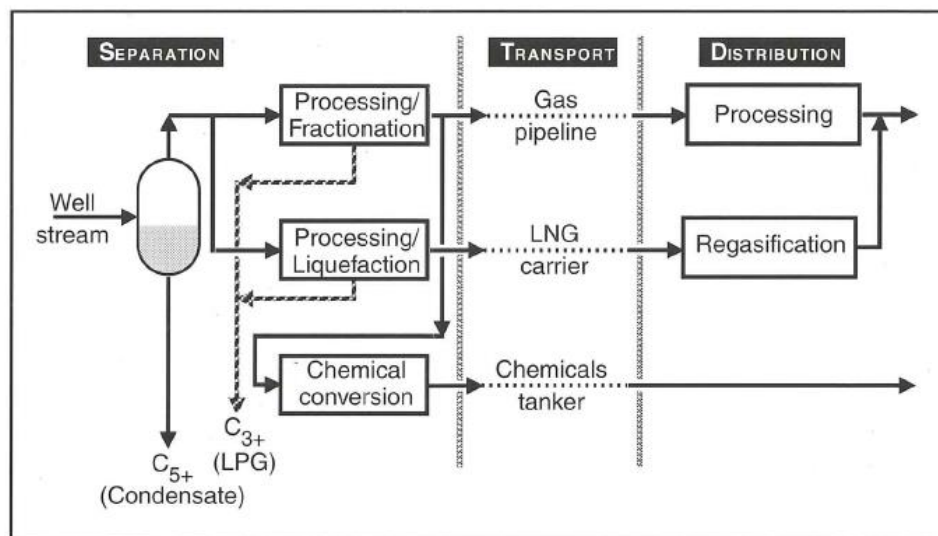 SEPARATION
TRANSPORT
DISTRIBUTION
Processing/
Fractionation
Gas
pipeline
Processing
Well
stream
Processing/
Liquefaction
LNG
carrier
Regasification
Chemical
conversion
Chemicals
tanker
C3+
(LPG)
C5+
(Condensate)